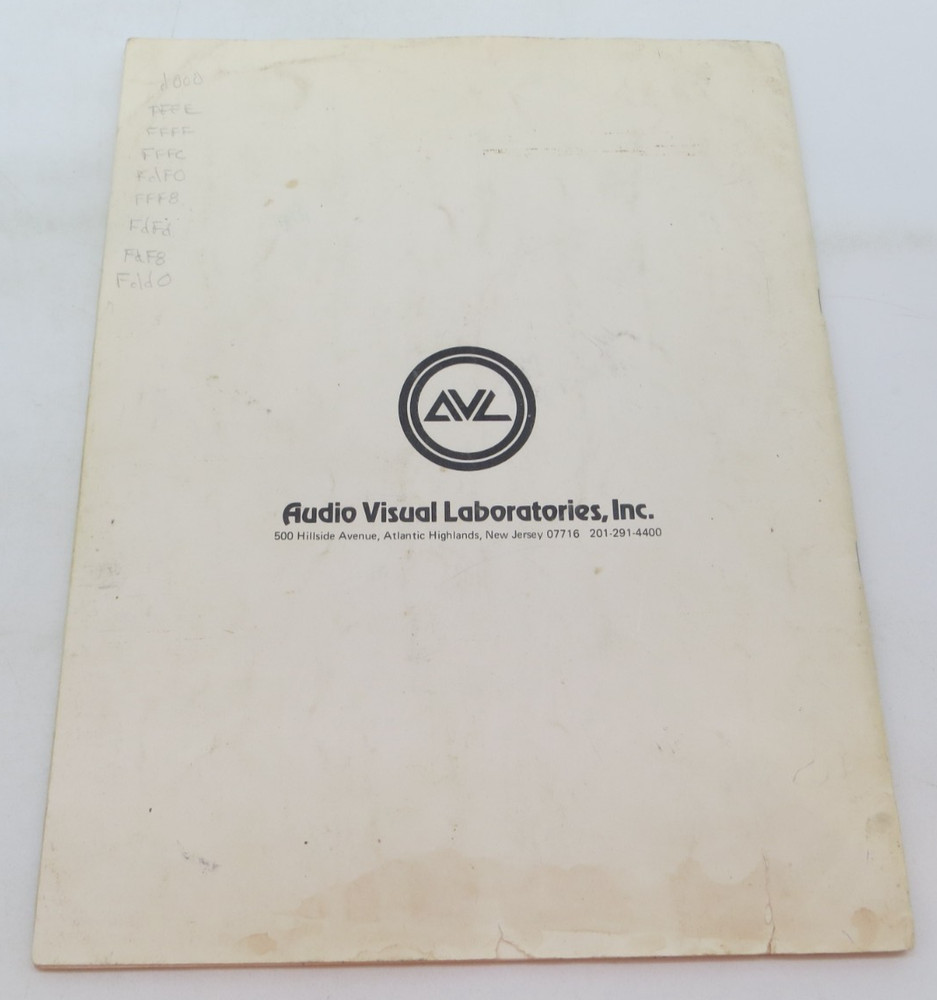 d000
FFFE
FFFF
FFFC
FdF0
FFF8
FdFd
FdF8
Fdd0
AVL
Audio Visual Laboratories, Inc.
500 Hillside Avenue, Atlantic Highlands, New Jersey 07716 201-291-4400